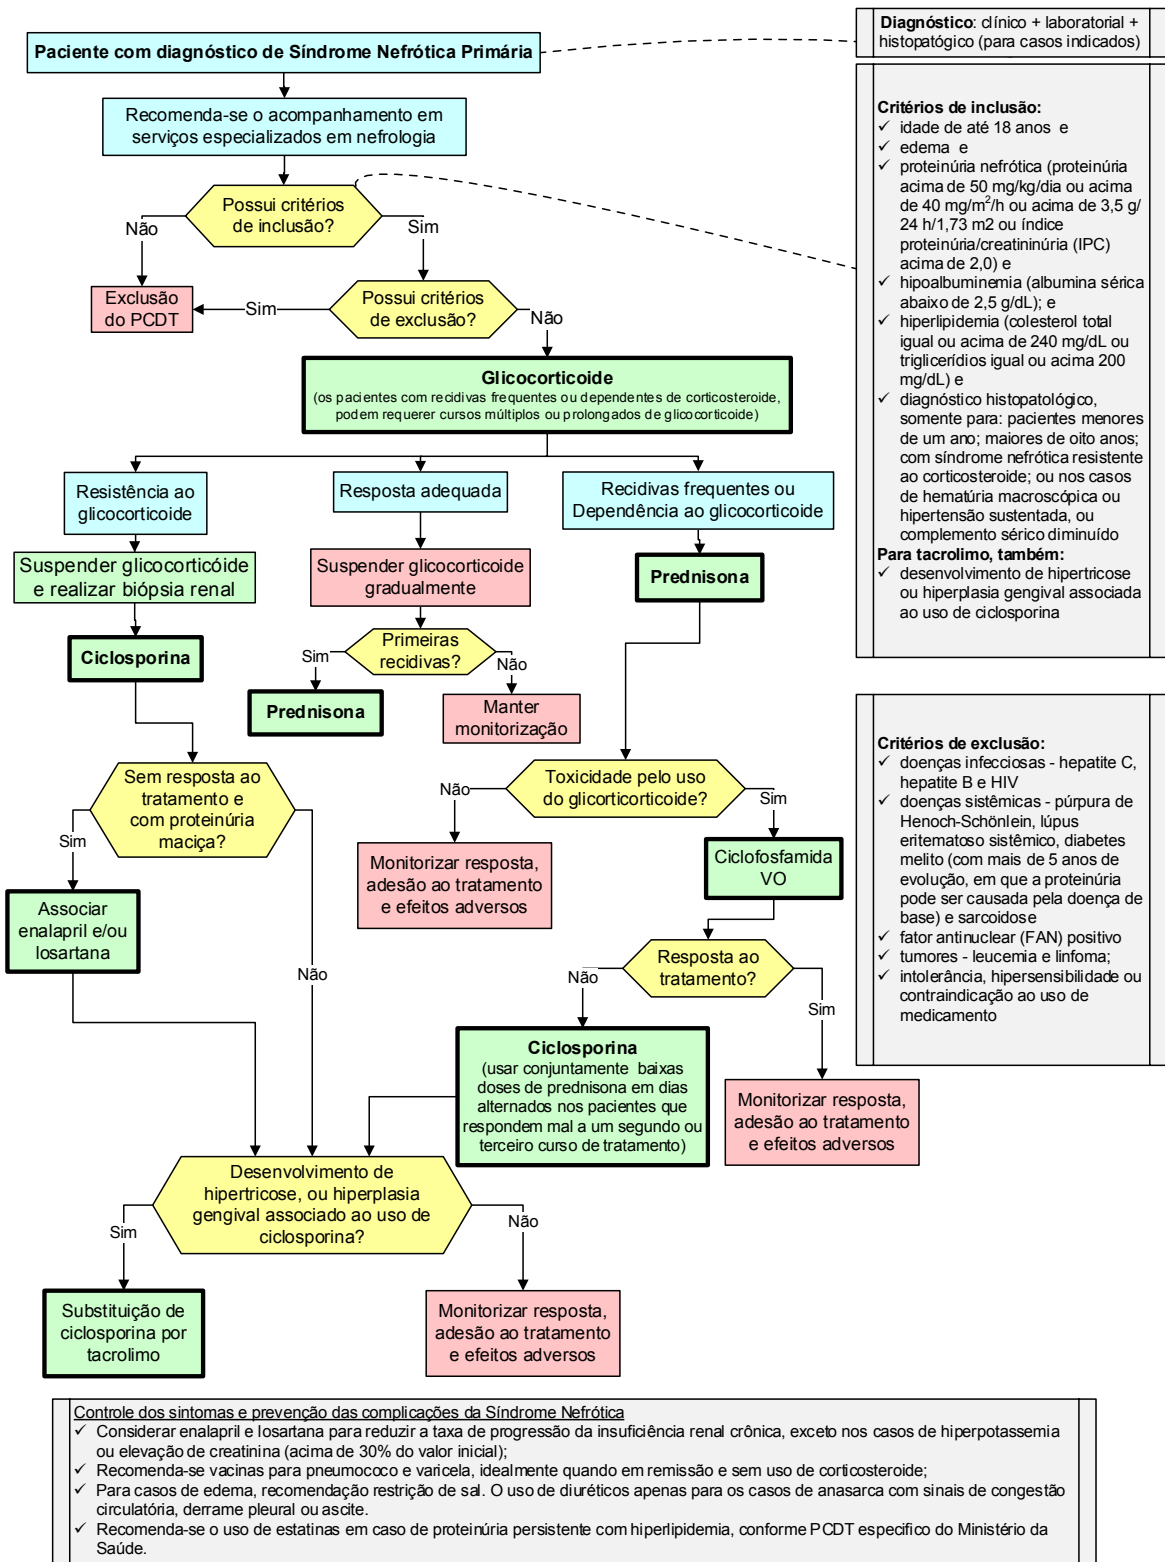 Paciente com diagnóstico de Síndrome Nefrótica Primária
Diagnóstico: clínico + laboratorial +
histopatógico (para casos indicados)
Recomenda-se o acompanhamento em
serviços especializados em nefrologia
Possui critérios
de inclusão?
Não
Sim
Exclusão
do PCDT
Sim
Possui critérios
de exclusão?
Não
Critérios de inclusão:
✓ idade de até 18 anos e
✓ edema e
✓ proteinúria nefrótica (proteinúria
acima de 50 mg/kg/dia ou acima
de 40 mg/m²/h ou acima de 3,5 g/
24 h/1,73 m2 ou índice
proteinúria/creatininúria (IPC)
acima de 2,0) e
✓ hipoalbuminemia (albumina sérica
abaixo de 2,5 g/dL); e
✓ hiperlipidemia (colesterol total
igual ou acima de 240 mg/dL ou
triglicerídios igual ou acima 200
mg/dL) e
✓ diagnóstico histopatológico,
somente para: pacientes menores
de um ano; maiores de oito anos;
com síndrome nefrótica resistente
ao corticosteroide; ou nos casos
de hematúria macroscópica ou
hipertensão sustentada, ou
complemento sérico diminuído
Para tacrolimo, também:
✓ desenvolvimento de hipertricose
ou hiperplasia gengival associada
ao uso de ciclosporina
Glicocorticoide
(os pacientes com recidivas frequentes ou dependentes de corticosteroide,
podem requerer cursos múltiplos ou prolongados de glicocorticoide)
Resistência ao
glicocorticoide
Resposta adequada
Recidivas frequentes ou
Dependência ao glicocorticoide
Suspender glicocorticóide
e realizar biópsia renal
Suspender glicocorticoide
gradualmente
Prednisona
Ciclosporina
Primeiras
recidivas?
Sim
Não
Prednisona
Manter
monitorização
Critérios de exclusão:
✓ doenças infecciosas - hepatite C,
hepatite B e HIV
✓ doenças sistêmicas - púrpura de
Henoch-Schönlein, lúpus
eritematoso sistêmico, diabetes
melito (com mais de 5 anos de
evolução, em que a proteinúria
pode ser causada pela doença de
base) e sarcoidose
✓ fator antinuclear (FAN) positivo
✓ tumores - leucemia e linfoma;
✓ intolerância, hipersensibilidade ou
contraindicação ao uso de
medicamento
Sem resposta ao
tratamento e
com proteinúria
maciça?
Sim
Não
Toxicidade pelo uso
do glicorticorticoide?
Não
Sim
Monitorizar resposta,
adesão ao tratamento
e efeitos adversos
Ciclofosfamida
VO
Associar
enalapril e/ou
losartana
Resposta ao
tratamento?
Não
Sim
Ciclosporina
(usar conjuntamente baixas
doses de prednisona em dias
alternados nos pacientes que
respondem mal a um segundo ou
terceiro curso de tratamento)
Monitorizar resposta,
adesão ao tratamento
e efeitos adversos
Desenvolvimento de
hipertricose, ou hiperplasia
gengival associado ao uso de
ciclosporina?
Sim
Não
Substituição de
ciclosporina por
tacrolimo
Monitorizar resposta,
adesão ao tratamento
e efeitos adversos
Controle dos sintomas e prevenção das complicações da Síndrome Nefrótica
✓ Considerar enalapril e losartana para reduzir a taxa de progressão da insuficiência renal crônica, exceto nos casos de hiperpotassemia
ou elevação de creatinina (acima de 30% do valor inicial);
✓ Recomenda-se vacinas para pneumococo e varicela, idealmente quando em remissão e sem uso de corticosteroide;
✓ Para casos de edema, recomendação restrição de sal. O uso de diuréticos apenas para os casos de anasarca com sinais de congestão
circulatória, derrame pleural ou ascite.
✓ Recomenda-se o uso de estatinas em caso de proteinúria persistente com hiperlipidemia, conforme PCDT especifico do Ministério da
Saúde.